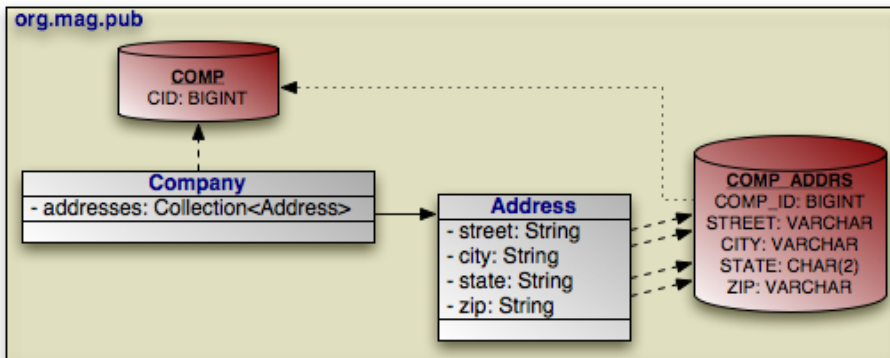 org.mag.pub
COMP
CID: BIGINT
Company
- addresses: Collection<Address>
Address
- street: String
- city: String
- state: String
- zip: String
COMP_ADDRS
COMP_ID: BIGINT
STREET: VARCHAR
CITY: VARCHAR
STATE: CHAR(2)
ZIP: VARCHAR